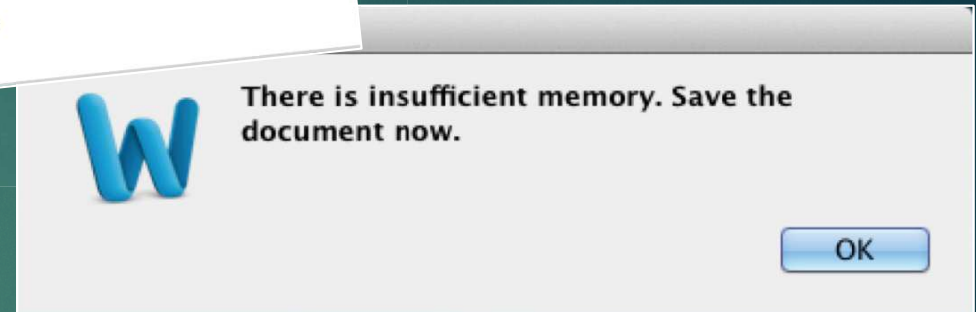 There is insufficient memory. Save the
document now.
OK